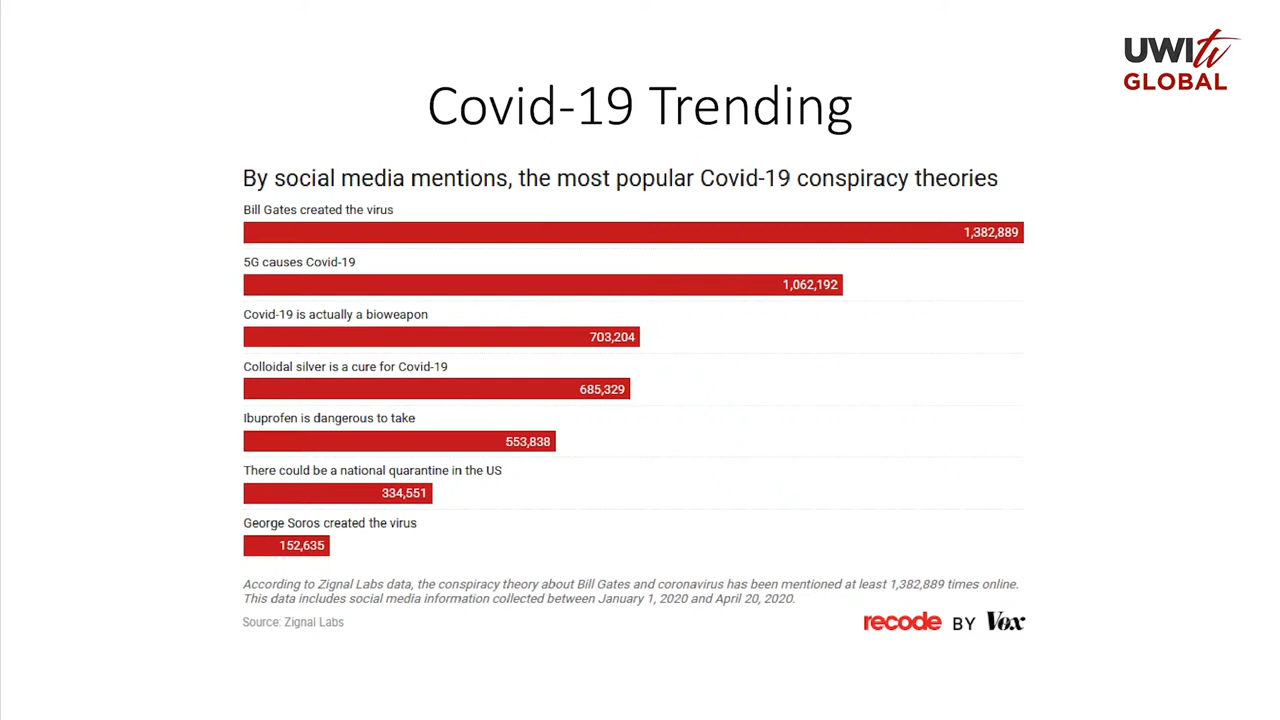 UWItv
GLOBAL
Covid-19 Trending
By social media mentions, the most popular Covid-19 conspiracy theories
Bill Gates created the virus
1,382,889
5G causes Covid-19
1,062,192
Covid-19 is actually a bioweapon
703,204
Colloidal silver is a cure for Covid-19
685,329
Ibuprofen is dangerous to take
553,838
There could be a national quarantine in the US
334,551
George Soros created the virus
152,635
According to Zignal Labs data, the conspiracy theory about Bill Gates and coronavirus has been mentioned at least 1,382,889 times online.
This data includes social media information collected between January 1, 2020 and April 20, 2020.
Source: Zignal Labs
recode BY Vox